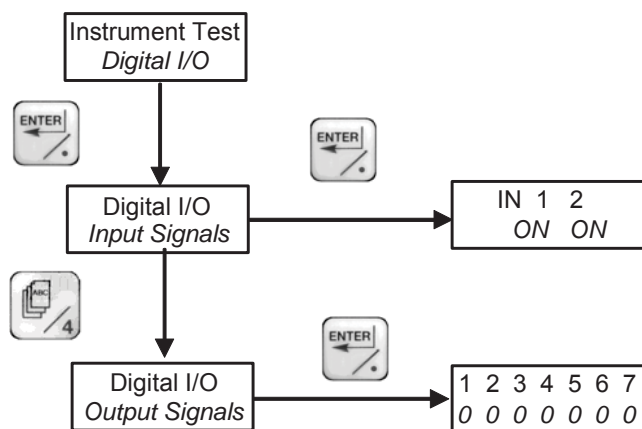 Instrument Test
Digital I/O
ENTER
.
ENTER
.
Digital I/O
Input Signals
IN 1 2
ON ON
ABC
4
ENTER
.
Digital I/O
Output Signals
1 2 3 4 5 6 7
0 0 0 0 0 0 0